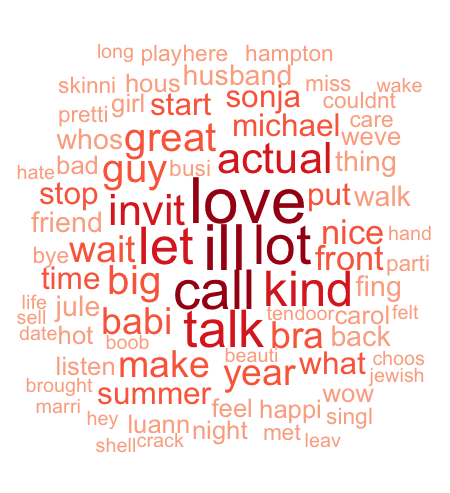 long playhere hampton
skinni hous husband miss wake
pretti girl start sonja couldnt
whos great michael care
weve
hate bad guy busi actual thing
stop invit love put walk
friend let ill lot nice hand
bye wait front parti
time big call kind fing
life jule
sell babi talk tendoor carol felt
date hot boob bra back
listen make beauti year what choos
jewish
brought summer wow
marri feel happi singl
hey luann night met
shell crack leav